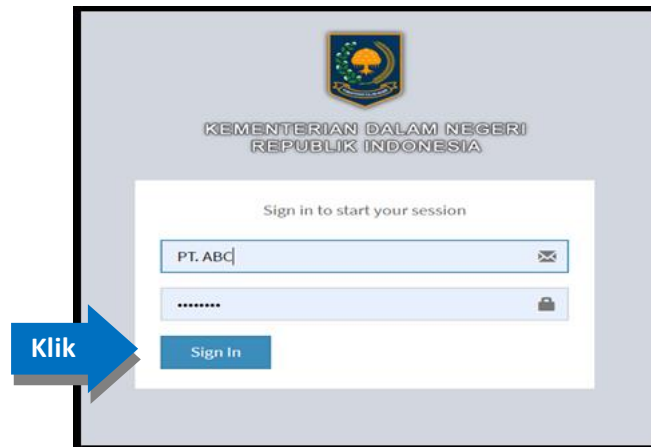 KEMENTERIAN DALAM NEGERI
REPUBLIK INDONESIA
Sign in to start your session
PT. ABC
••••••••
Klik
Sign In